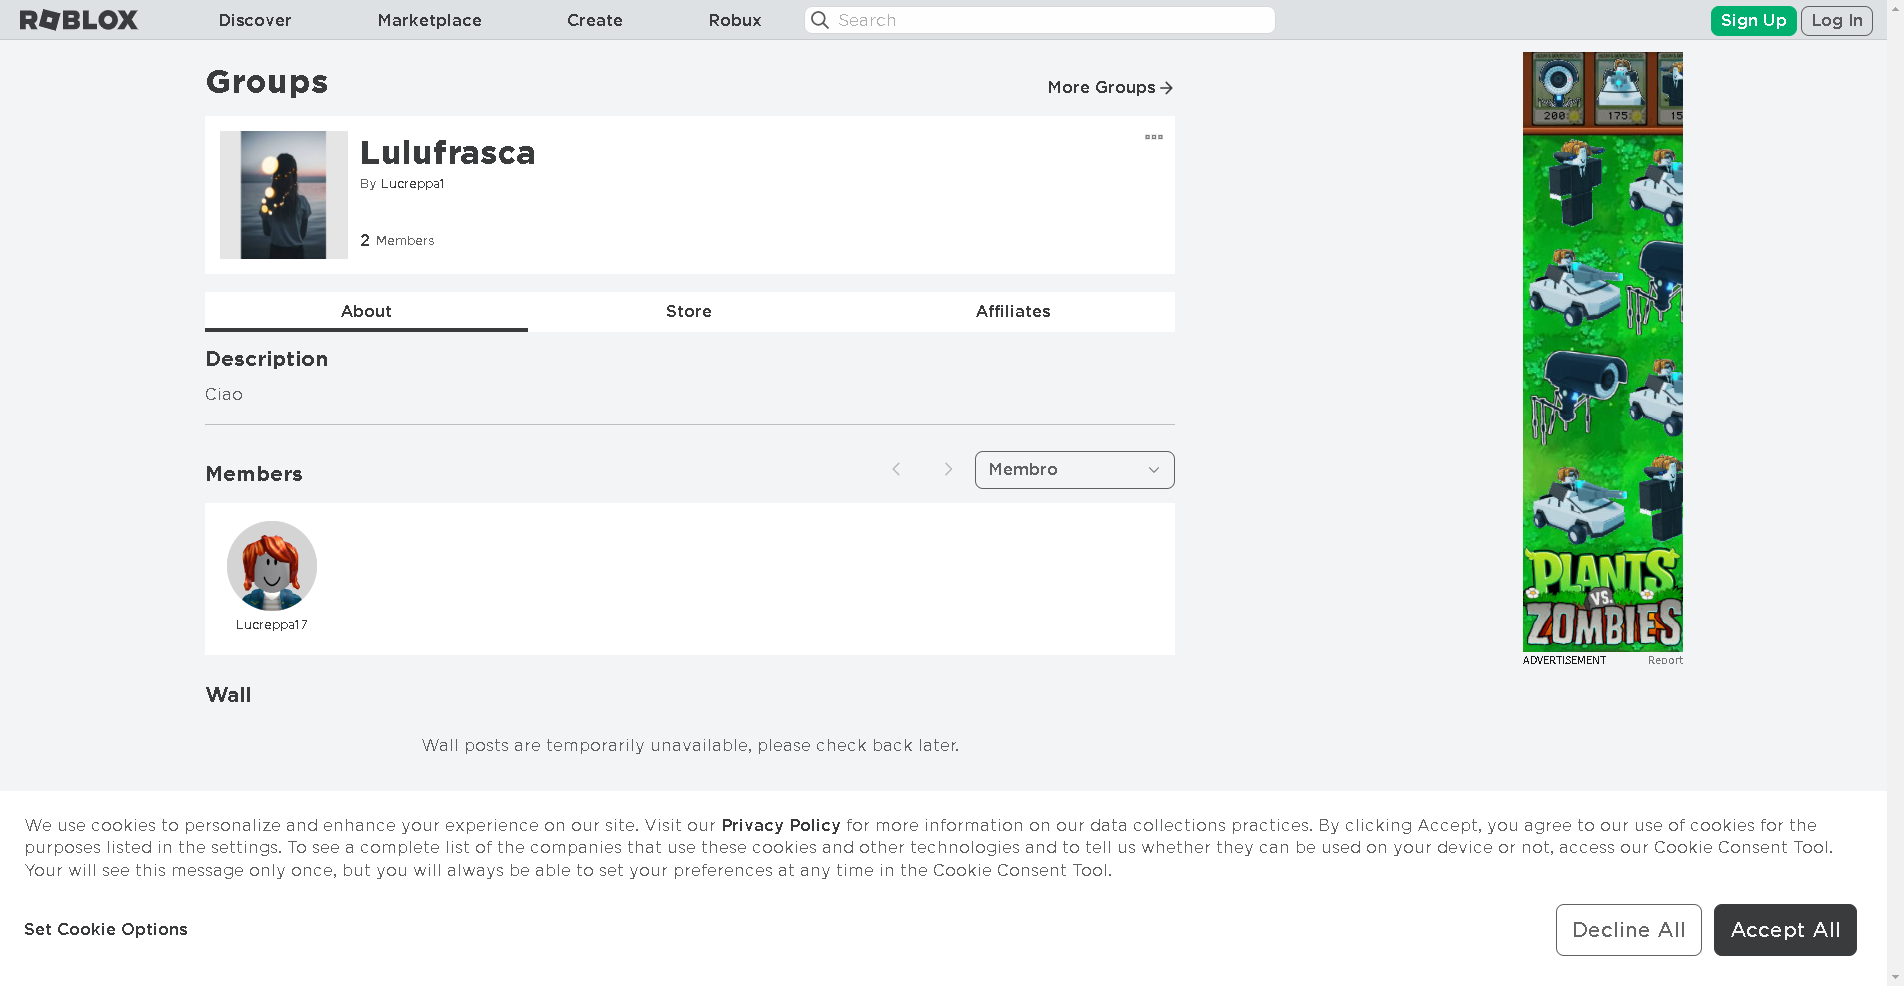 ROBLOX
Discover
Marketplace
Create
Robux
Search
Sign Up
Log In
Groups
More Groups
Lulufrasca
By Lucreppa1
2 Members
About
Store
Affiliates
Description
Ciao
Members
Membro
Lucreppa17
Wall
Wall posts are temporarily unavailable, please check back later.
200
175
15
PLANTS
VS.
ZOMBIES
ADVERTISEMENT
Report
We use cookies to personalize and enhance your experience on our site. Visit our Privacy Policy for more information on our data collections practices. By clicking Accept, you agree to our use of cookies for the
purposes listed in the settings. To see a complete list of the companies that use these cookies and other technologies and to tell us whether they can be used on your device or not, access our Cookie Consent Tool.
Your will see this message only once, but you will always be able to set your preferences at any time in the Cookie Consent Tool.
Set Cookie Options
Decline All
Accept All